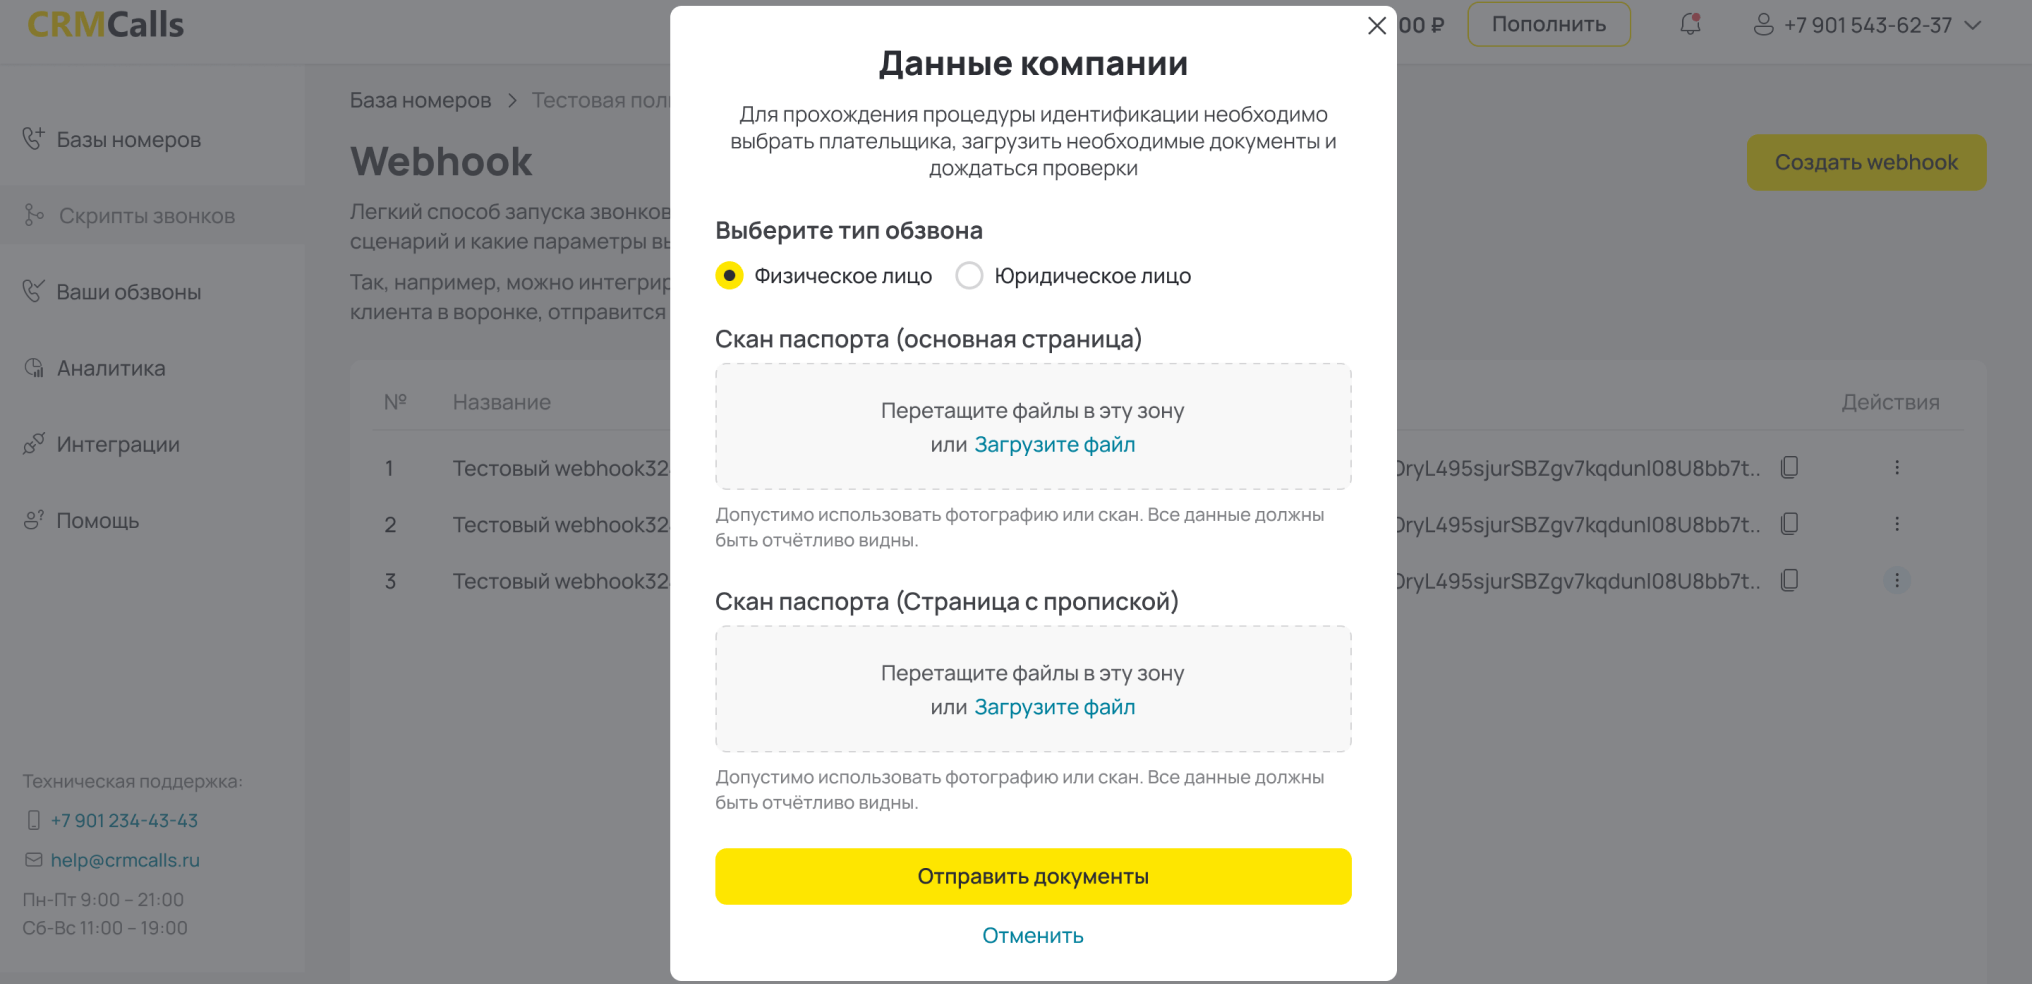 CRMCalls
00 ₽
Пополнить
+7 901 543-62-37
Базы номеров
Скрипты звонков
Ваши обзвоны
Аналитика
Интеграции
Помощь
Техническая поддержка:
+7 901 234-43-43
help@crmcalls.ru
Пн-Пт 9:00 – 21:00
Сб-Вс 11:00 – 19:00
База номеров > Тестовая
Webhook
Создать webhook
Легкий способ запуска звонков
сценарий и какие параметры
Так, например, можно
клиента в воронке, отправится
№ Название Действия
1 Тестовый webhook32 DryL495sjurSBZgv7kqdunl08U8bb7t..
2 Тестовый webhook32 DryL495sjurSBZgv7kqdunl08U8bb7t..
3 Тестовый webhook32 DryL495sjurSBZgv7kqdunl08U8bb7t..
Данные компании
Для прохождения процедуры идентификации необходимо
выбрать плательщика, загрузить необходимые документы и
дождаться проверки
Выберите тип обзвона
Физическое лицо Юридическое лицо
Скан паспорта (основная страница)
Перетащите файлы в эту зону
или Загрузите файл
Допустимо использовать фотографию или скан. Все данные должны
быть отчётливо видны.
Скан паспорта (Страница с пропиской)
Перетащите файлы в эту зону
или Загрузите файл
Допустимо использовать фотографию или скан. Все данные должны
быть отчётливо видны.
Отправить документы
Отменить